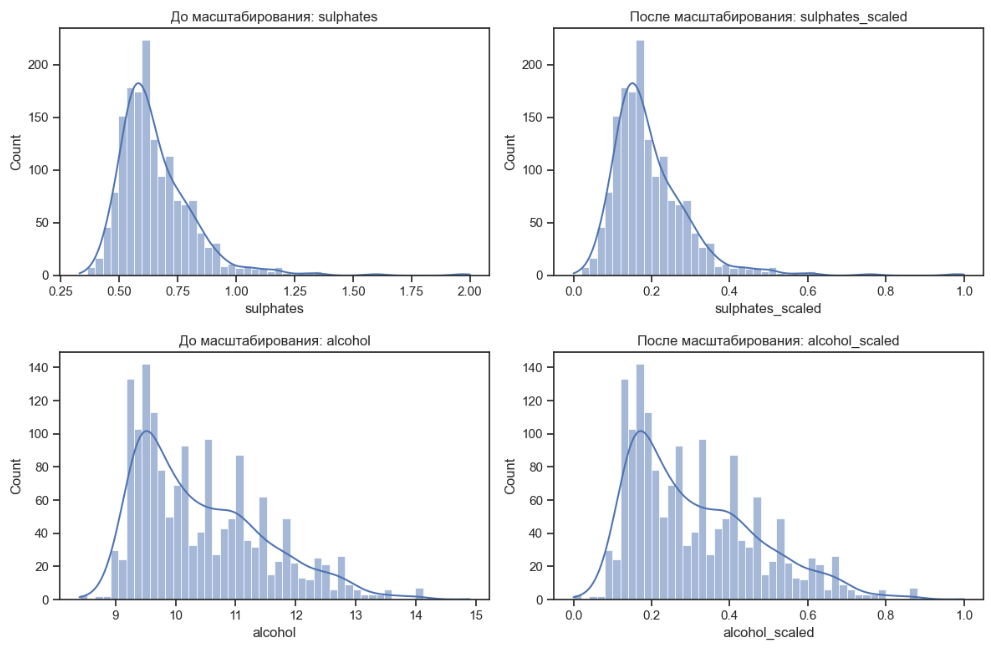 До масштабирования: sulphates
После масштабирования: sulphates_scaled
Count
200
150
100
50
0
0.25 0.50 0.75 1.00 1.25 1.50 1.75 2.00
sulphates
Count
200
150
100
50
0
0.0 0.2 0.4 0.6 0.8 1.0
sulphates_scaled
До масштабирования: alcohol
После масштабирования: alcohol_scaled
Count
140
120
100
80
60
40
20
0
9 10 11 12 13 14 15
alcohol
Count
140
120
100
80
60
40
20
0
0.0 0.2 0.4 0.6 0.8 1.0
alcohol_scaled